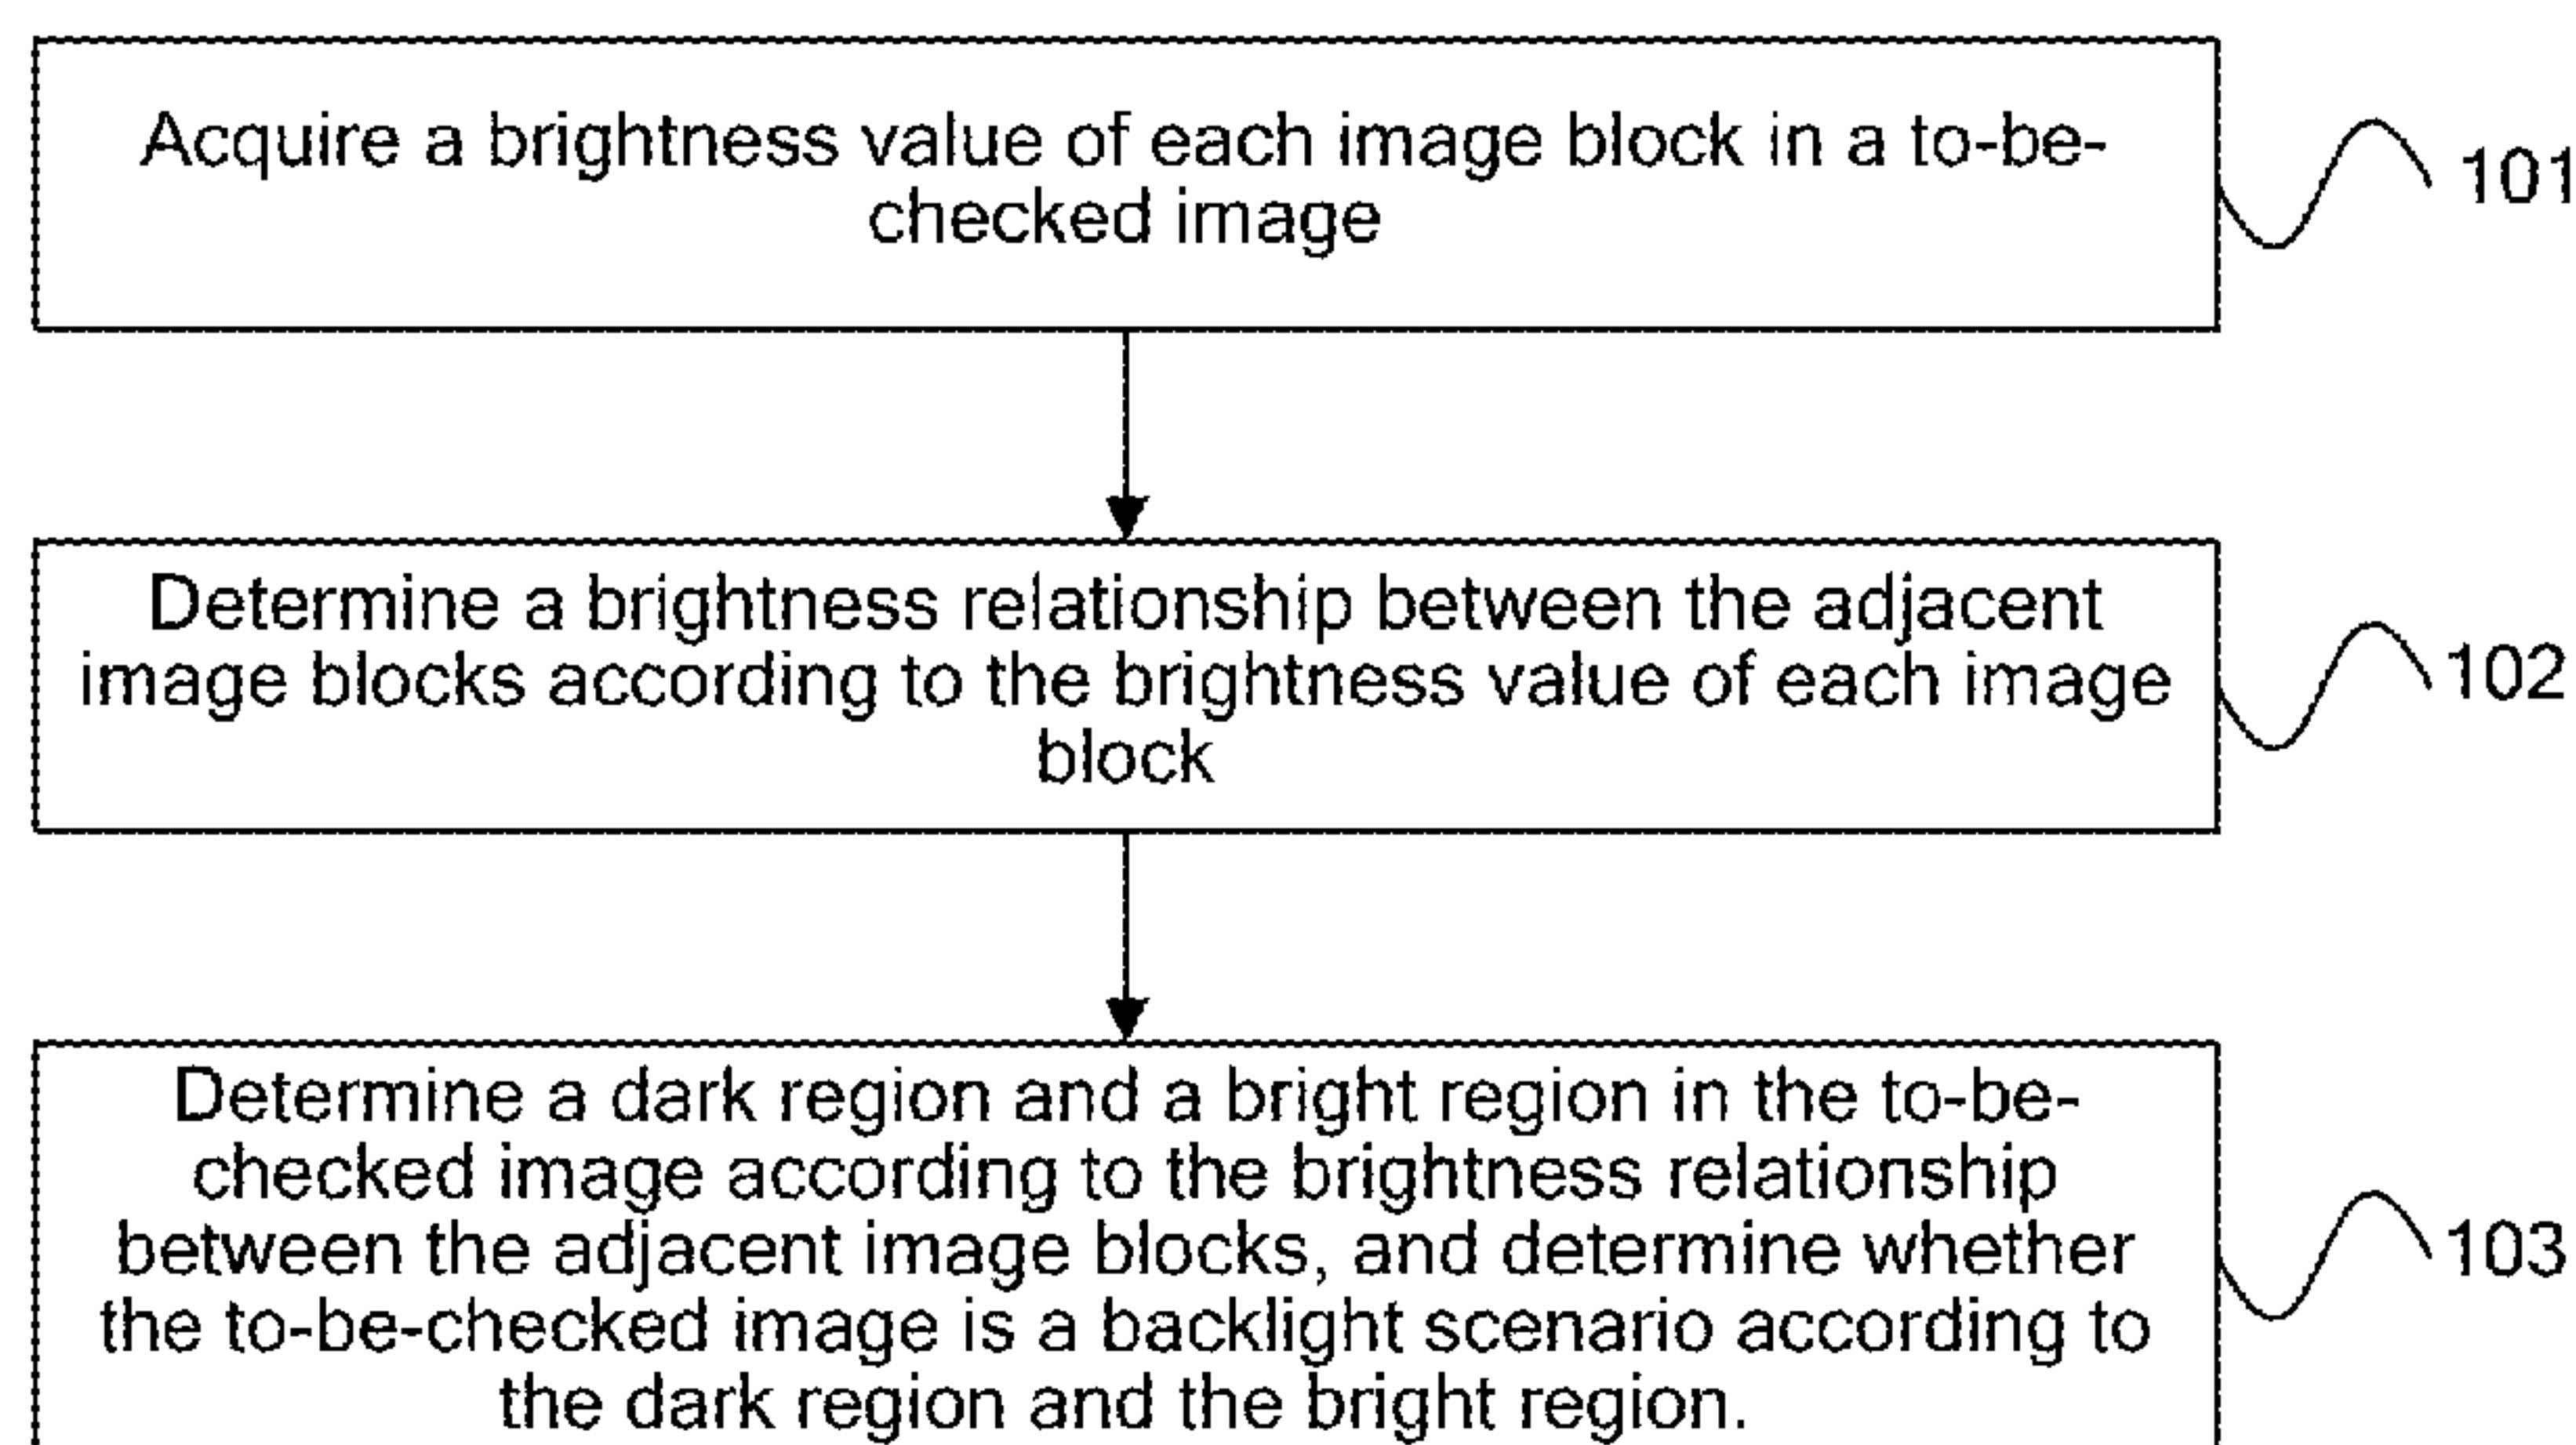 Acquire a brightness value of each image block in a to-be-
checked image
101
Determine a brightness relationship between the adjacent
image blocks according to the brightness value of each image
block
102
Determine a dark region and a bright region in the to-be-
checked image according to the brightness relationship
between the adjacent image blocks, and determine whether
the to-be-checked image is a backlight scenario according to
the dark region and the bright region.
103